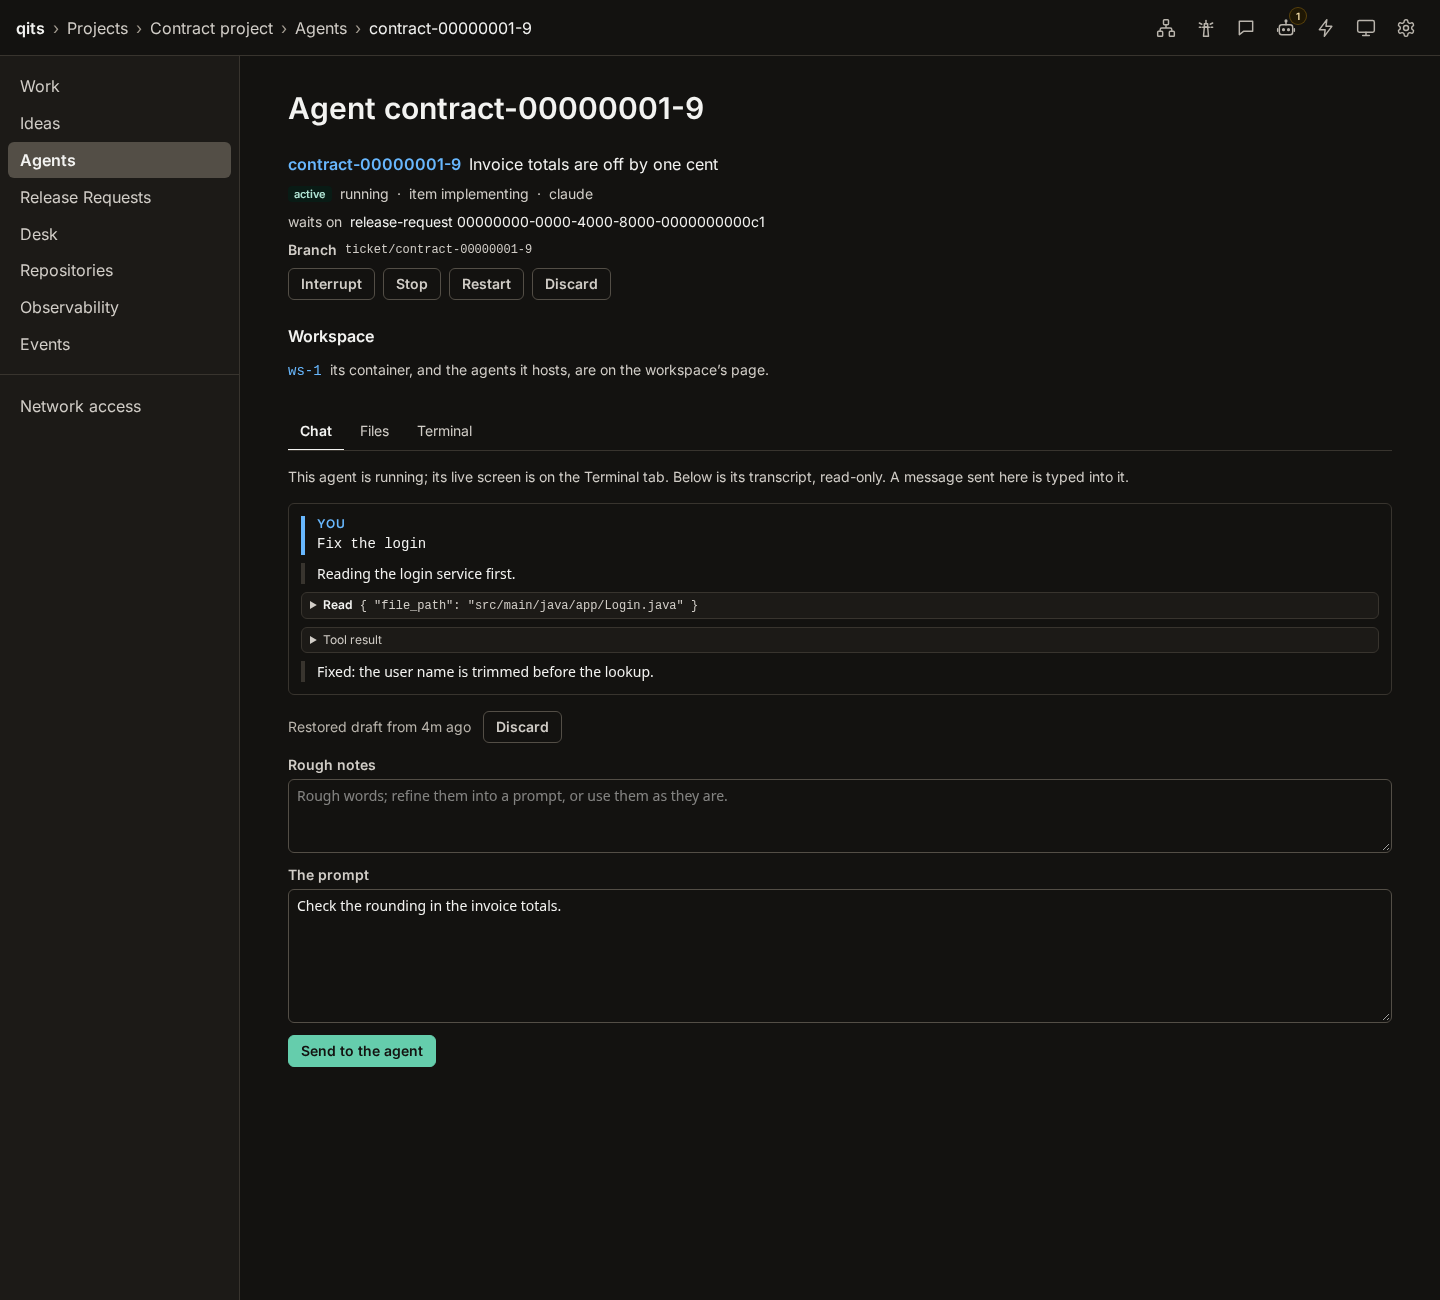 qits › Projects › Contract project › Agents › contract-00000001-9
1
Work
Ideas
Agents
Release Requests
Desk
Repositories
Observability
Events
Network access
Agent contract-00000001-9
contract-00000001-9 Invoice totals are off by one cent
active running · item implementing · claude
waits on release-request 00000000-0000-4000-8000-0000000000c1
Branch ticket/contract-00000001-9
Interrupt Stop Restart Discard
Workspace
ws-1 its container, and the agents it hosts, are on the workspace’s page.
Chat Files Terminal
This agent is running; its live screen is on the Terminal tab. Below is its transcript, read-only. A message sent here is typed into it.
YOU
Fix the login
Reading the login service first.
Read { "file_path": "src/main/java/app/Login.java" }
Tool result
Fixed: the user name is trimmed before the lookup.
Restored draft from 4m ago Discard
Rough notes
Rough words; refine them into a prompt, or use them as they are.
The prompt
Check the rounding in the invoice totals.
Send to the agent